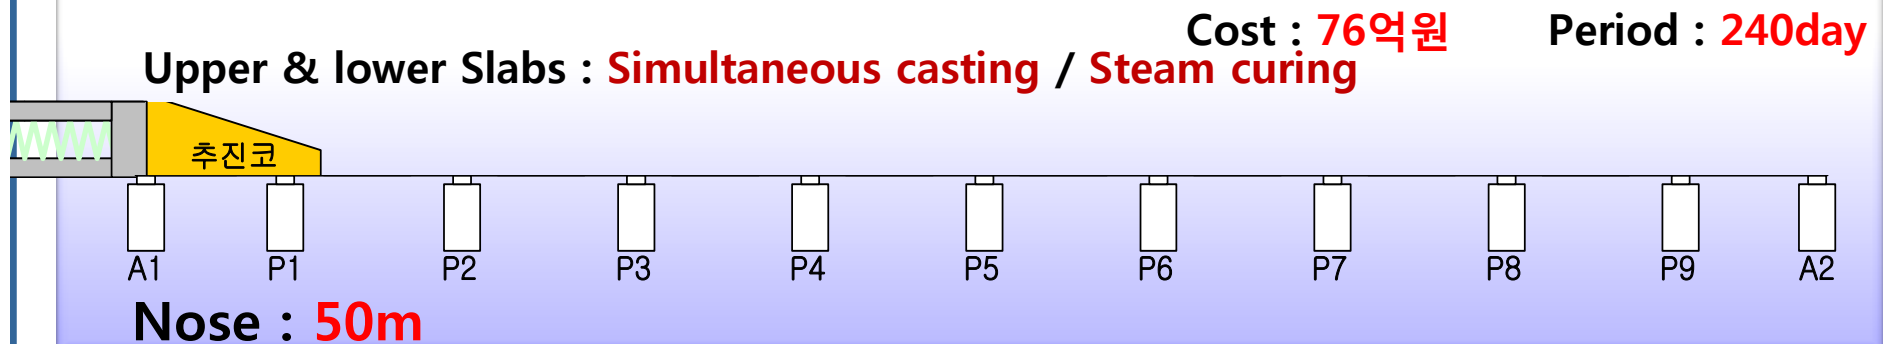 Cost : 76억원 Period : 240day
Upper & lower Slabs : Simultaneous casting / Steam curing
추진코
A1 P1 P2 P3 P4 P5 P6 P7 P8 P9 A2
Nose : 50m